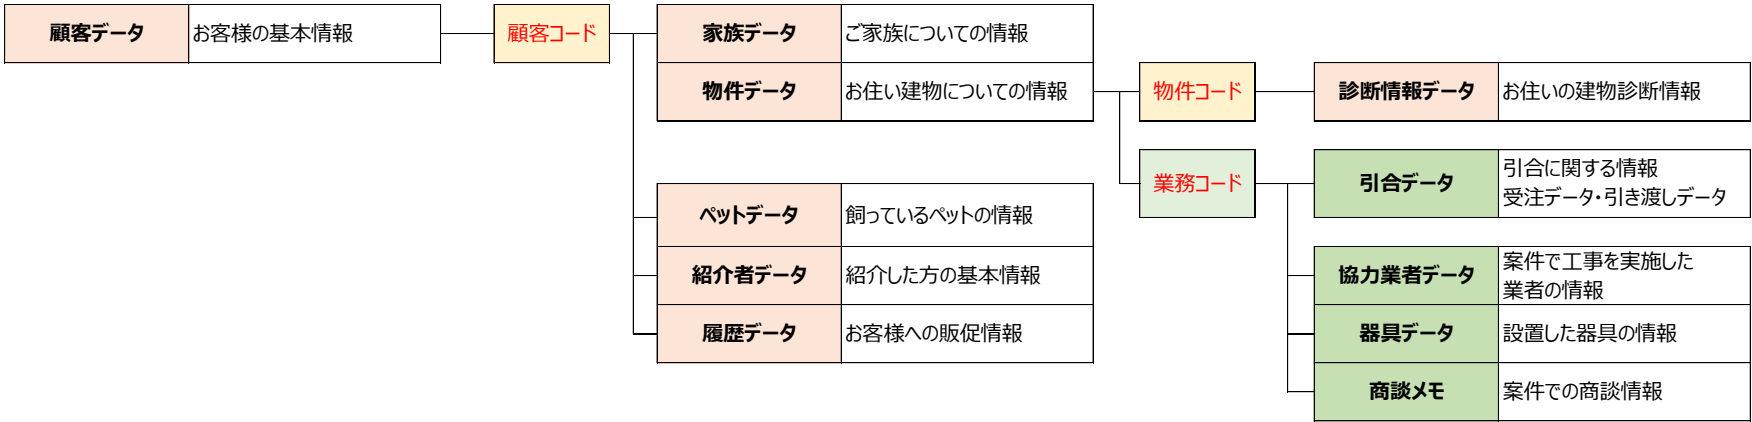 顧客データ お客様の基本情報 顧客コード 家族データ ご家族についての情報
物件データ お住い建物についての情報 物件コード 診断情報データ お住いの建物診断情報
業務コード 引合データ 引合に関する情報
受注データ・引き渡しデータ
ペットデータ 飼っているペットの情報
紹介者データ 紹介した方の基本情報 協力業者データ 案件で工事を実施した
業者の情報
履歴データ お客様への販促情報 器具データ 設置した器具の情報
商談メモ 案件での商談情報